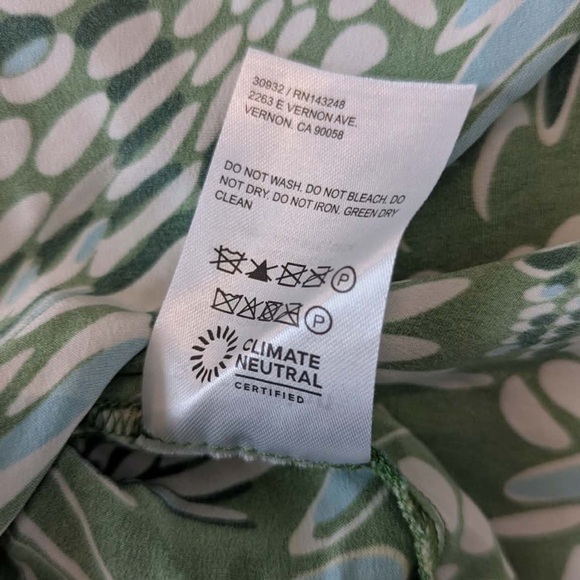 30932 / RN143248
2263 E VERNON AVE.
VERNON. CA 90058
DO NOT WASH. DO NOT BLEACH. DO
NOT DRY. DO NOT IRON. GREEN DRY
CLEAN
P
P
CLIMATE
NEUTRAL
CERTIFIED